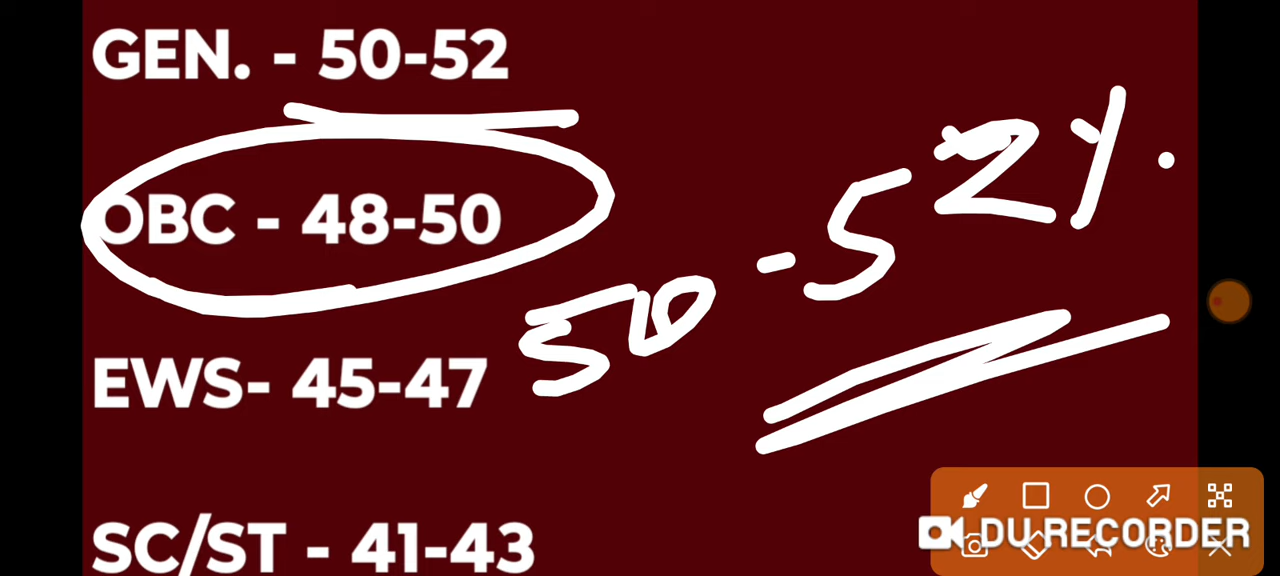 GEN. - 50-52
OBC - 48-50
50 - 52%.
EWS- 45-47
SC/ST - 41-43
DU RECORDER